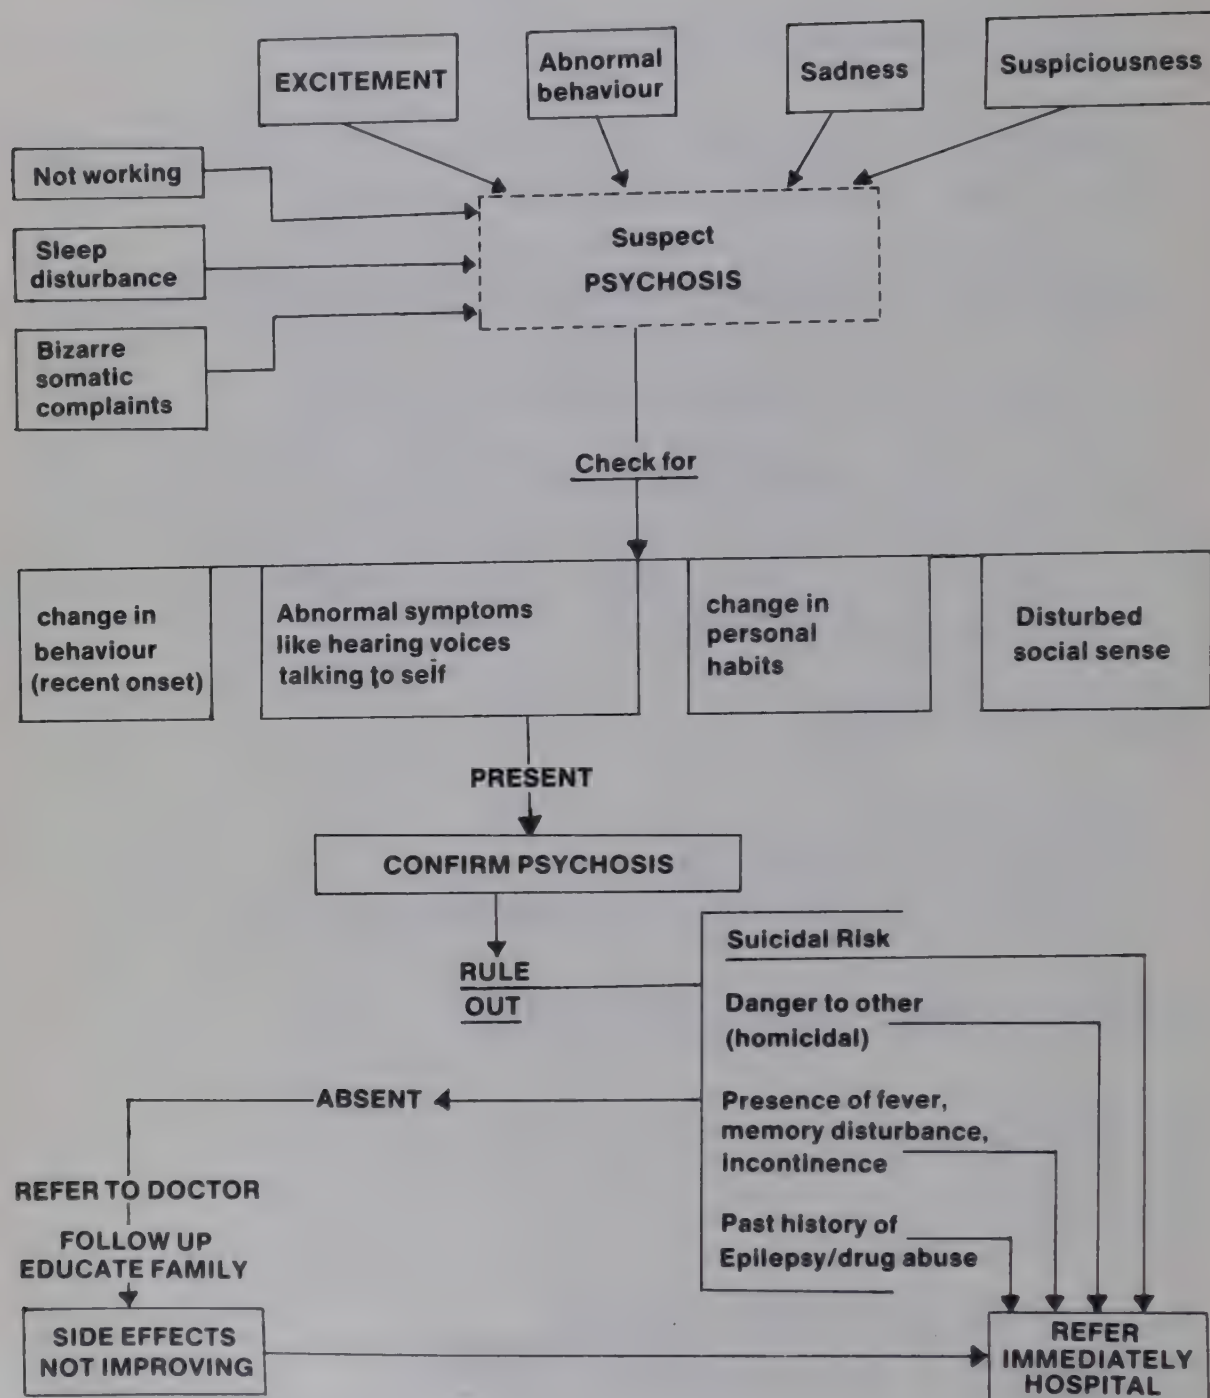 EXCITEMENT
Abnormal
behaviour
Sadness
Suspiciousness
Not working
Sleep
disturbance
Bizarre
somatic
complaints
Suspect
PSYCHOSIS
Check for
change in
behaviour
(recent onset)
Abnormal symptoms
like hearing voices
talking to self
change in
personal
habits
Disturbed
social sense
PRESENT
CONFIRM PSYCHOSIS
RULE
OUT
Suicidal Risk
Danger to other
(homicidal)
Presence of fever,
memory disturbance,
incontinence
Past history of
Epilepsy/drug abuse
ABSENT
REFER TO DOCTOR
FOLLOW UP
EDUCATE FAMILY
SIDE EFFECTS
NOT IMPROVING
REFER
IMMEDIATELY
HOSPITAL